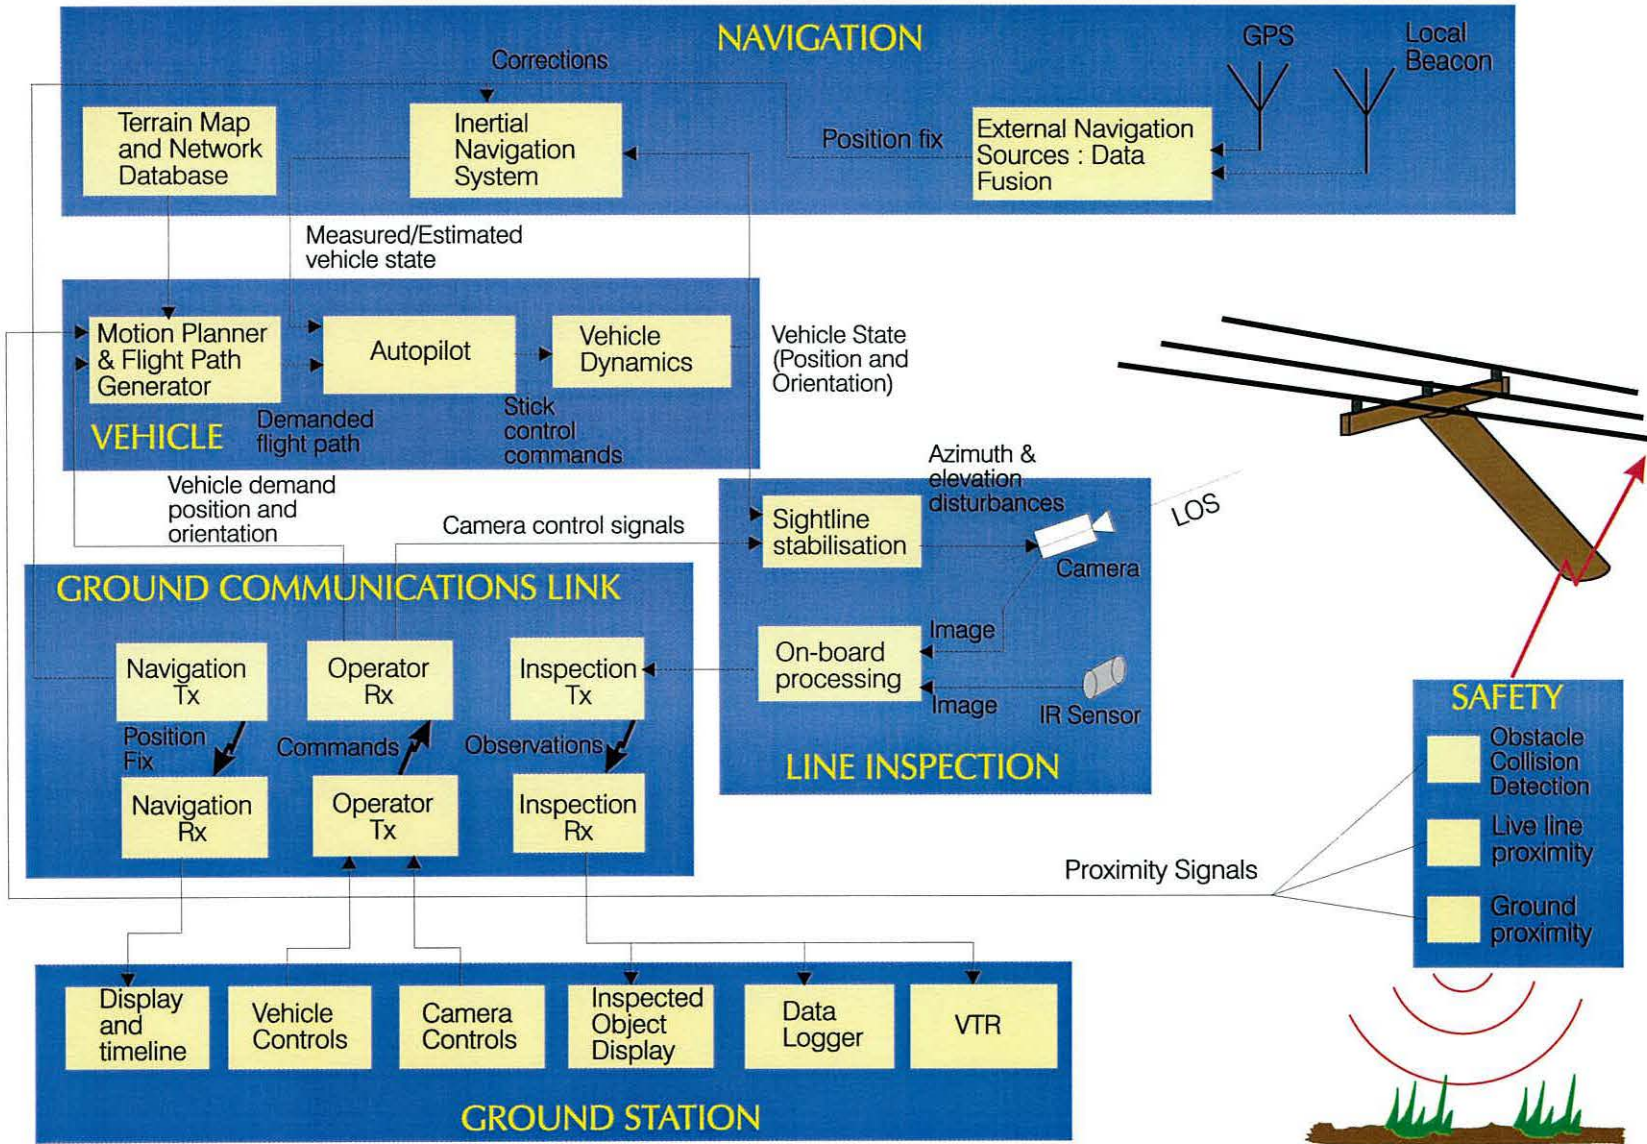 NAVIGATION
GPS
Local
Beacon
Corrections
Terrain Map
and Network
Database
Inertial
Navigation
System
Position fix
External Navigation
Sources : Data
Fusion
Measured/Estimated
vehicle state
Motion Planner
& Flight Path
Generator
Autopilot
Vehicle
Dynamics
Vehicle State
(Position and
Orientation)
VEHICLE
Demanded
flight path
Stick
control
commands
Vehicle demand
position and
orientation
Camera control signals
Azimuth &
elevation
disturbances
LOS
Sightline
stabilisation
Camera
GROUND COMMUNICATIONS LINK
Navigation
Tx
Operator
Rx
Inspection
Tx
On-board
processing
Image
Image
IR Sensor
Position
Fix
Commands
Observations
LINE INSPECTION
Navigation
Rx
Operator
Tx
Inspection
Rx
SAFETY
Obstacle
Collision
Detection
Live line
proximity
Ground
proximity
Proximity Signals
Display
and
timeline
Vehicle
Controls
Camera
Controls
Inspected
Object
Display
Data
Logger
VTR
GROUND STATION